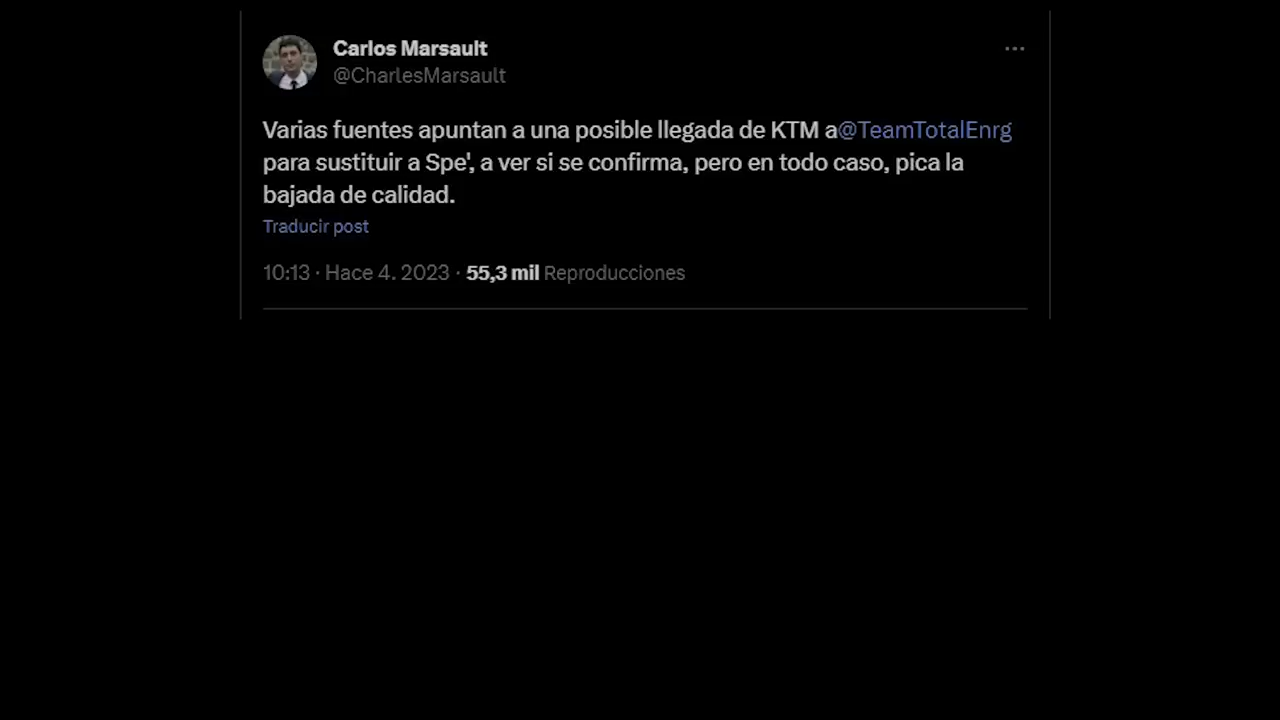 Carlos Marsault
@CharlesMarsault
Varias fuentes apuntan a una posible llegada de KTM a@TeamTotalEnrg
para sustituir a Spe', a ver si se confirma, pero en todo caso, pica la
bajada de calidad.
Traducir post
10:13 · Hace 4. 2023 · 55,3 mil Reproducciones